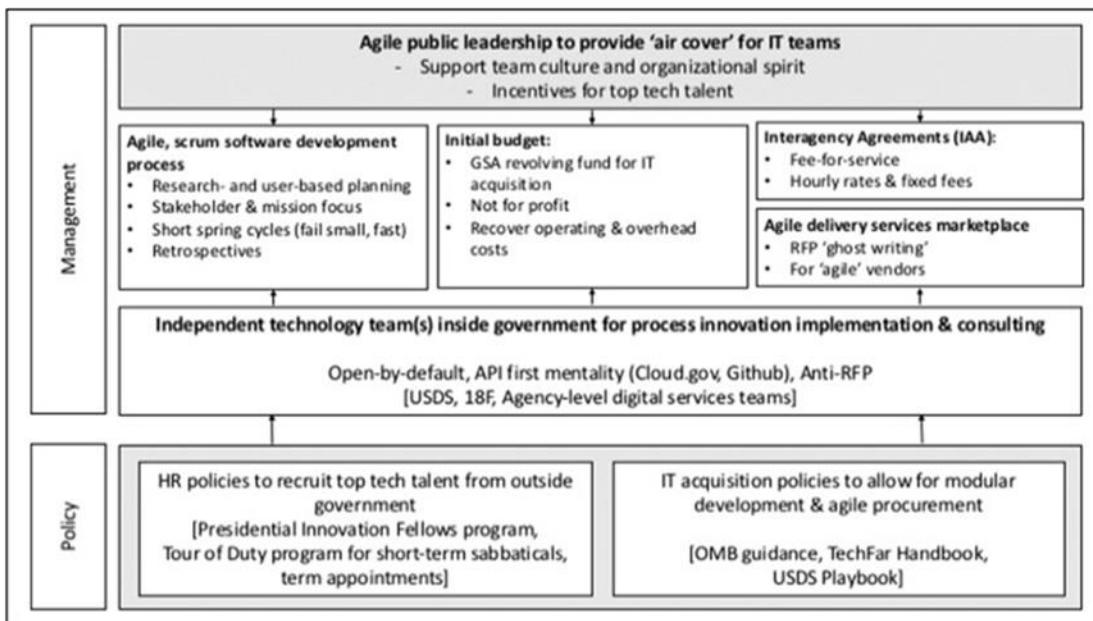 Management
Agile public leadership to provide 'air cover' for IT teams
- Support team culture and organizational spirit
- Incentives for top tech talent
Agile, scrum software development
process
• Research- and user-based planning
• Stakeholder & mission focus
• Short spring cycles (fail small, fast)
• Retrospectives
Initial budget:
• GSA revolving fund for IT
acquisition
• Not for profit
• Recover operating & overhead
costs
Interagency Agreements (IAA):
• Fee-for-service
• Hourly rates & fixed fees
Agile delivery services marketplace
• RFP 'ghost writing'
• For 'agile' vendors
Independent technology team(s) inside government for process innovation implementation & consulting
Open-by-default, API first mentality (Cloud.gov, Github), Anti-RFP
[USDS, 18F, Agency-level digital services teams]
Policy
HR policies to recruit top tech talent from outside
government
[Presidential Innovation Fellows program,
Tour of Duty program for short-term sabbaticals,
term appointments]
IT acquisition policies to allow for modular
development & agile procurement
[OMB guidance, TechFar Handbook,
USDS Playbook]